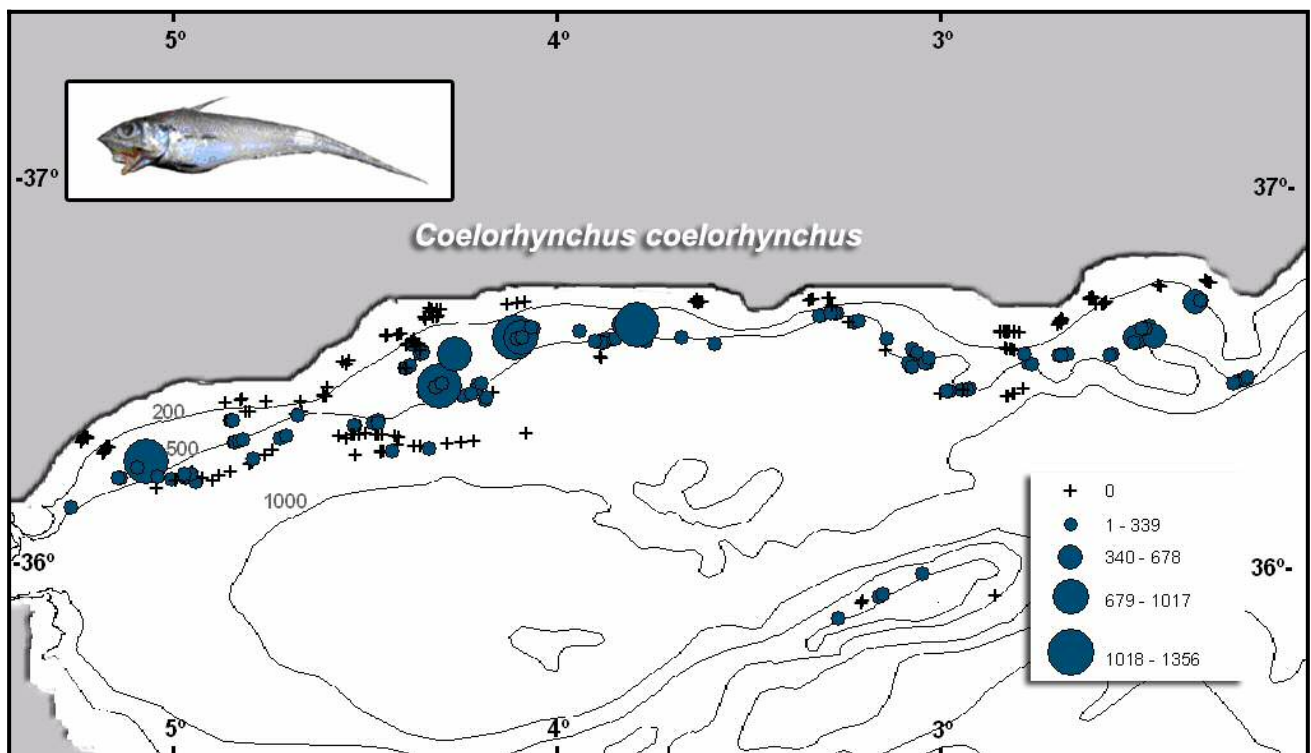 5º 4º 3º
-37º 37º-
Coelorhynchus coelorhynchus
200
500
1000
0
1 - 339
-36º 36º-
340 - 678
679 - 1017
1018 - 1356
5º 4º 3º